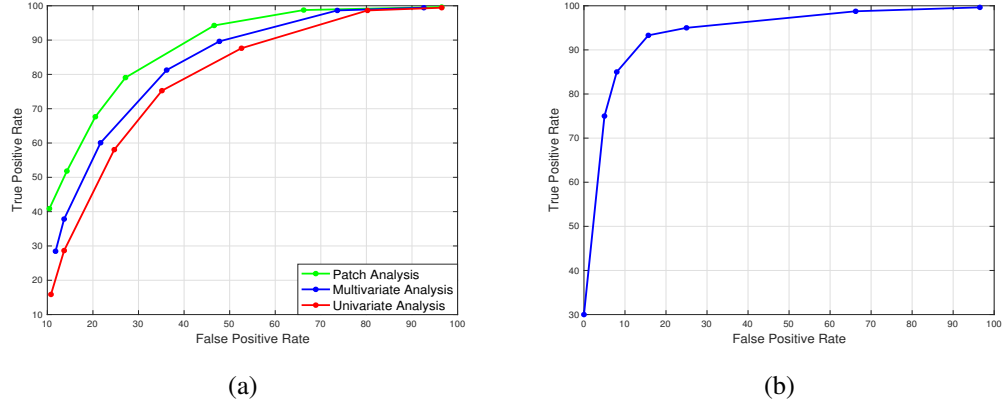 100
90
80
70
60
50
40
30
20
10
True Positive Rate
10 20 30 40 50 60 70 80 90 100
False Positive Rate
Patch Analysis
Multivariate Analysis
Univariate Analysis
(a)
100
90
80
70
60
50
40
30
True Positive Rate
0 10 20 30 40 50 60 70 80 90 100
False Positive Rate
(b)